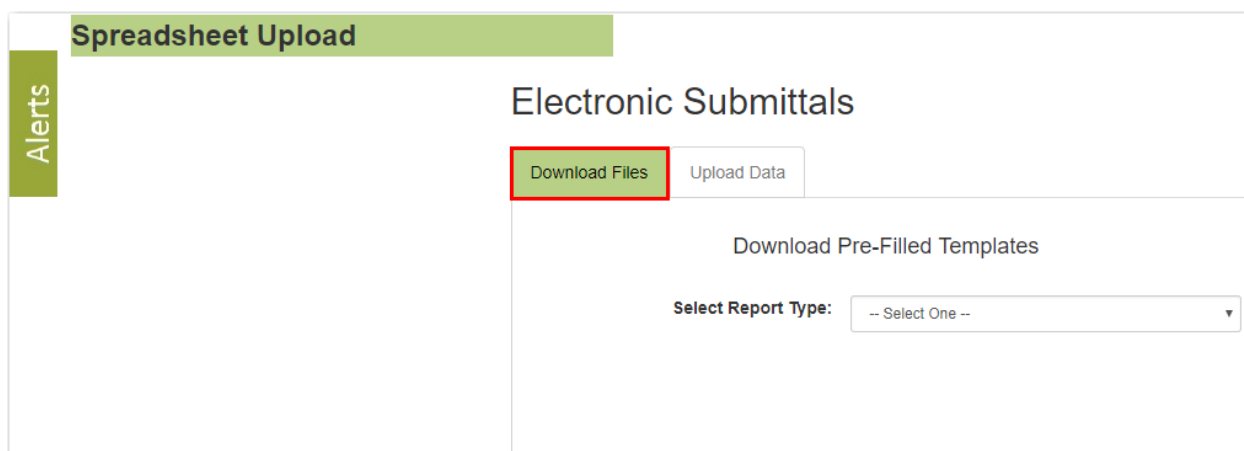 Spreadsheet Upload
Alerts
Electronic Submittals
Download Files
Upload Data
Download Pre-Filled Templates
Select Report Type:
-- Select One --